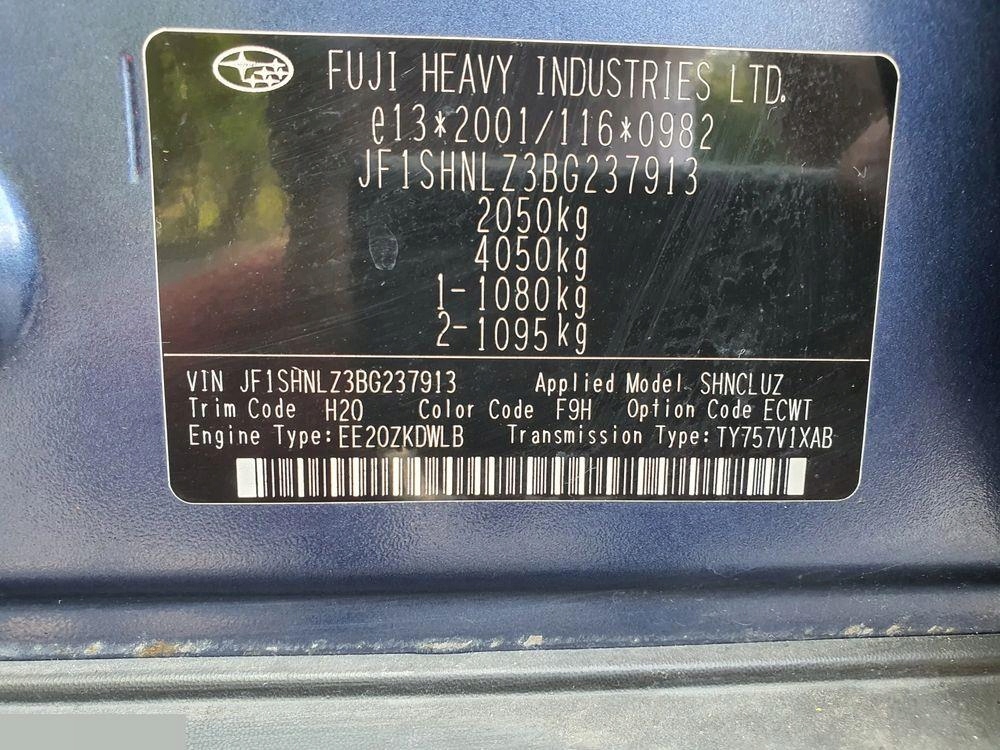 FUJI HEAVY INDUSTRIES LTD.
e13*2001/116*0982
JF1SHNLZ3BG237913
2050kg
4050kg
1-1080kg
2-1095kg
VIN JF1SHNLZ3BG237913 Applied Model SHNCLUZ
Trim Code H20 Color Code F9H Option Code ECWT
Engine Type: EE20ZKDWLB Transmission Type: TY757V1XAB